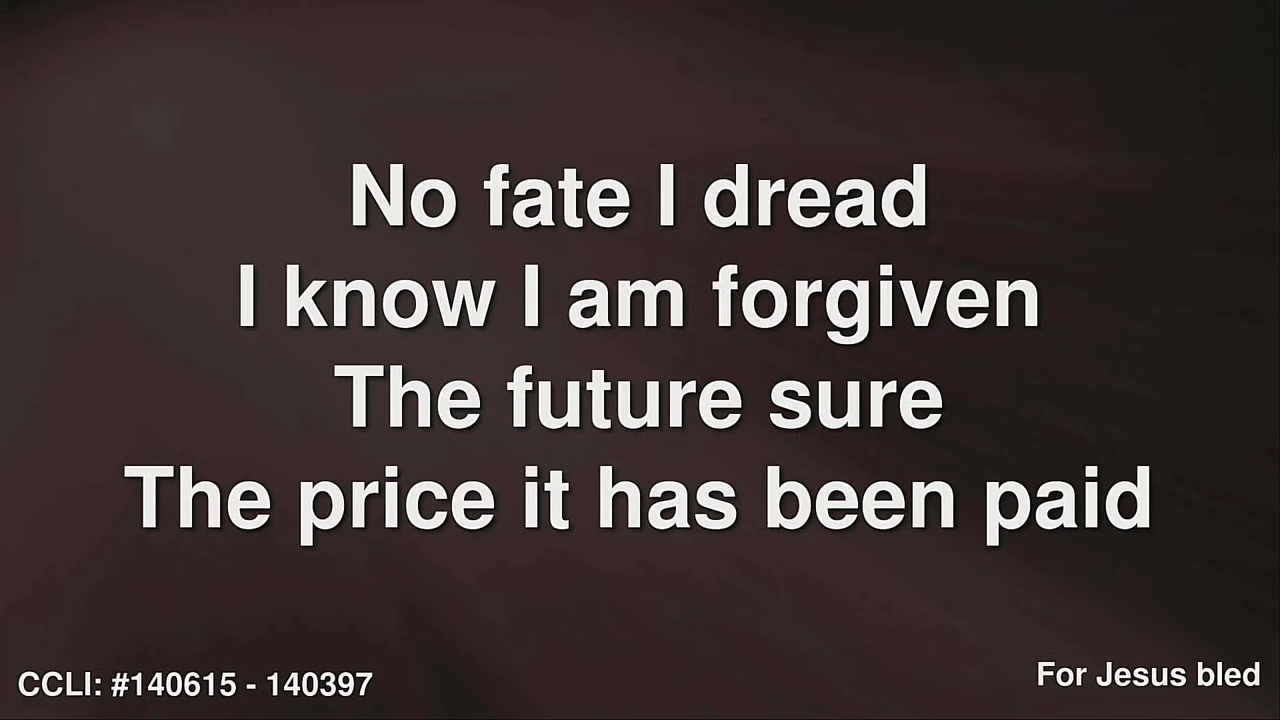 No fate I dread
I know I am forgiven
The future sure
The price it has been paid
CCLI: #140615 - 140397
For Jesus bled